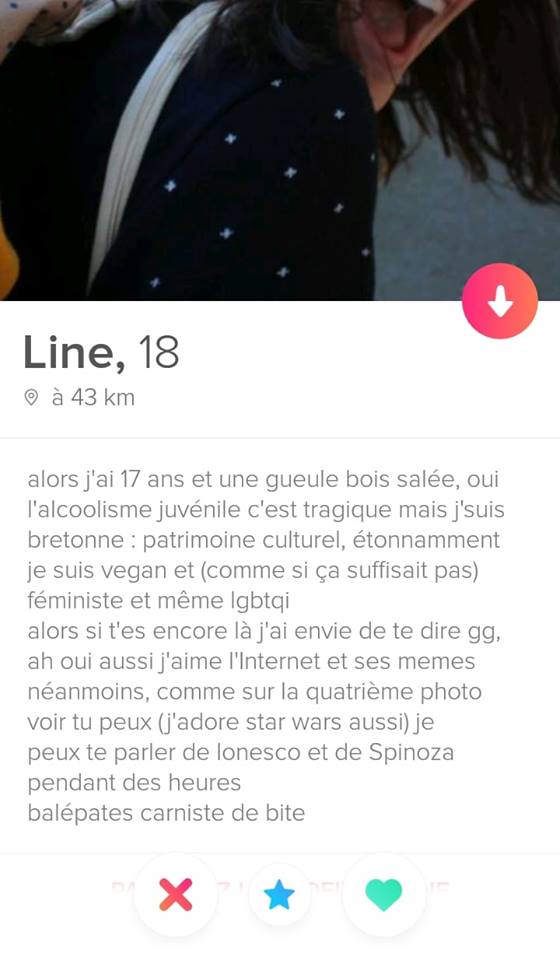 Line, 18
à 43 km
alors j'ai 17 ans et une gueule bois salée, oui
l'alcoolisme juvénile c'est tragique mais j'suis
bretonne : patrimoine culturel, étonnamment
je suis vegan et (comme si ça suffisait pas)
féministe et même lgbtqi
alors si t'es encore là j'ai envie de te dire gg,
ah oui aussi j'aime l'Internet et ses memes
néanmoins, comme sur la quatrième photo
voir tu peux (j'adore star wars aussi) je
peux te parler de Ionesco et de Spinoza
pendant des heures
balépates carniste de bite